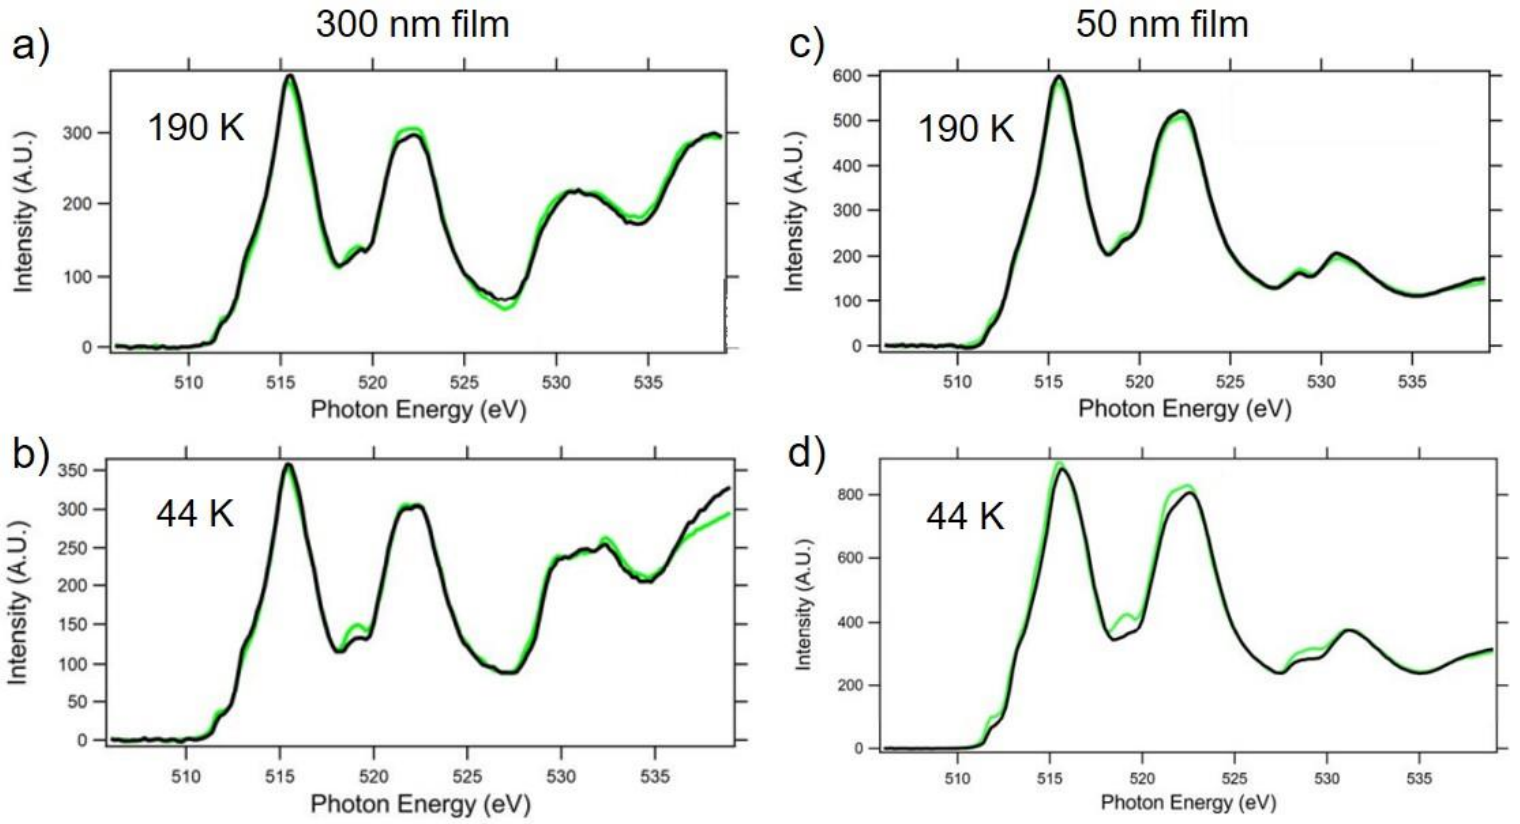 300 nm film
50 nm film
a)
190 K
Intensity (A.U.)
300
200
100
0
510
515
520
525
530
535
Photon Energy (eV)
c)
190 K
Intensity (A.U.)
600
500
400
300
200
100
0
510
515
520
525
530
535
Photon Energy (eV)
b)
44 K
Intensity (A.U.)
350
300
250
200
150
100
50
0
510
515
520
525
530
535
Photon Energy (eV)
d)
44 K
Intensity (A.U.)
800
600
400
200
0
510
515
520
525
530
535
Photon Energy (eV)